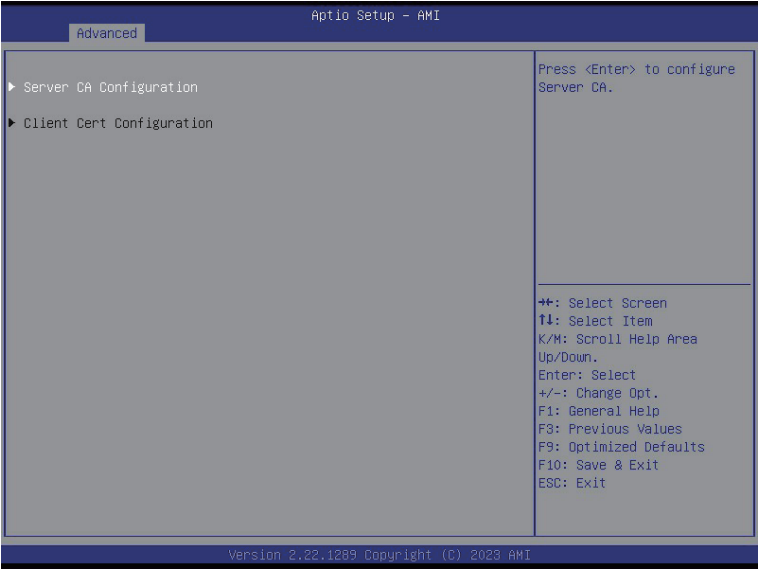 Aptio Setup – AMI
Advanced
Server CA Configuration
Client Cert Configuration
Press <Enter> to configure
Server CA.
→←: Select Screen
↑↓: Select Item
K/M: Scroll Help Area
Up/Down.
Enter: Select
+/-: Change Opt.
F1: General Help
F3: Previous Values
F9: Optimized Defaults
F10: Save & Exit
ESC: Exit
Version 2.22.1289 Copyright (C) 2023 AMI